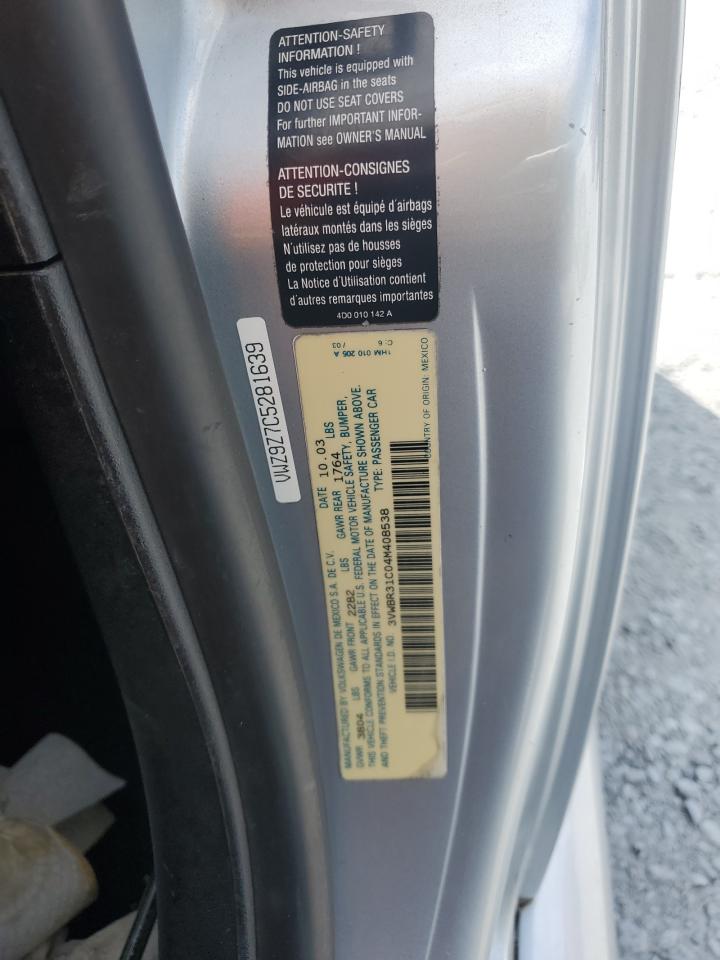 ATTENTION-SAFETY
INFORMATION !
This vehicle is equipped with
SIDE-AIRBAG in the seats
DO NOT USE SEAT COVERS
For further IMPORTANT INFOR-
MATION see OWNER'S MANUAL
ATTENTION-CONSIGNES
DE SECURITE !
Le véhicule est équipé d'airbags
latéraux montés dans les sièges
N'utilisez pas de housses
de protection pour sièges
La Notice d'Utilisation contient
d'autres remarques importantes
4D0 010 142 A
VWZ9Z7C5281639
MANUFACTURED BY VOLKSWAGEN DE MEXICO S.A. DE C.V. DATE 10.03
GVWR 3804 LBS GAWR FRONT 2282 LBS GAWR REAR 1764 LBS
THIS VEHICLE CONFORMS TO ALL APPLICABLE U.S. FEDERAL MOTOR VEHICLE SAFETY, BUMPER,
AND THEFT PREVENTION STANDARDS IN EFFECT ON THE DATE OF MANUFACTURE SHOWN ABOVE.
VEHICLE I.D. NO. 3VWBR31C04M408538 TYPE: PASSENGER CAR
COUNTRY OF ORIGIN: MEXICO
1HM 010 205 A
C. 6 / 03